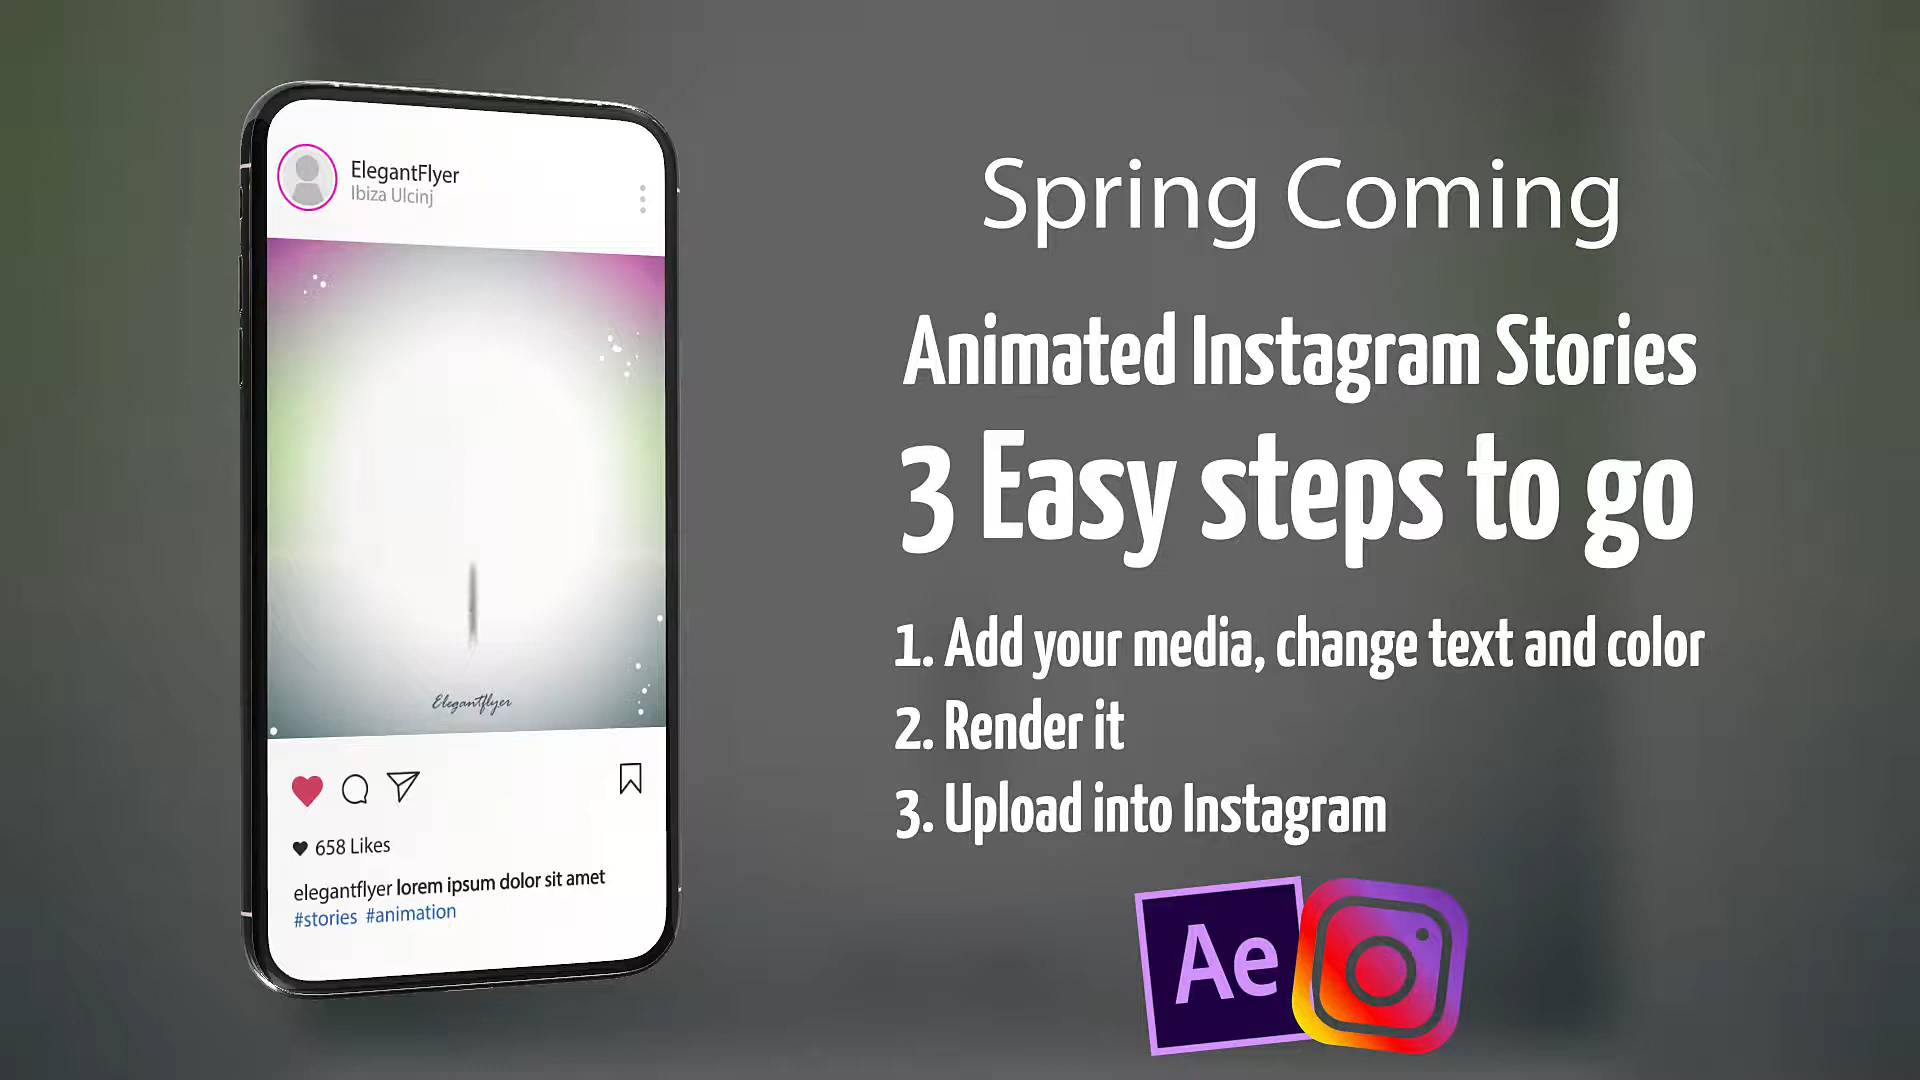 ElegantFlyer
Ibiza Ulcinj
Elegantflyer
658 Likes
elegantflyer lorem ipsum dolor sit amet
#stories #animation
Spring Coming
Animated Instagram Stories
3 Easy steps to go
1. Add your media, change text and color
2. Render it
3. Upload into Instagram
Ae